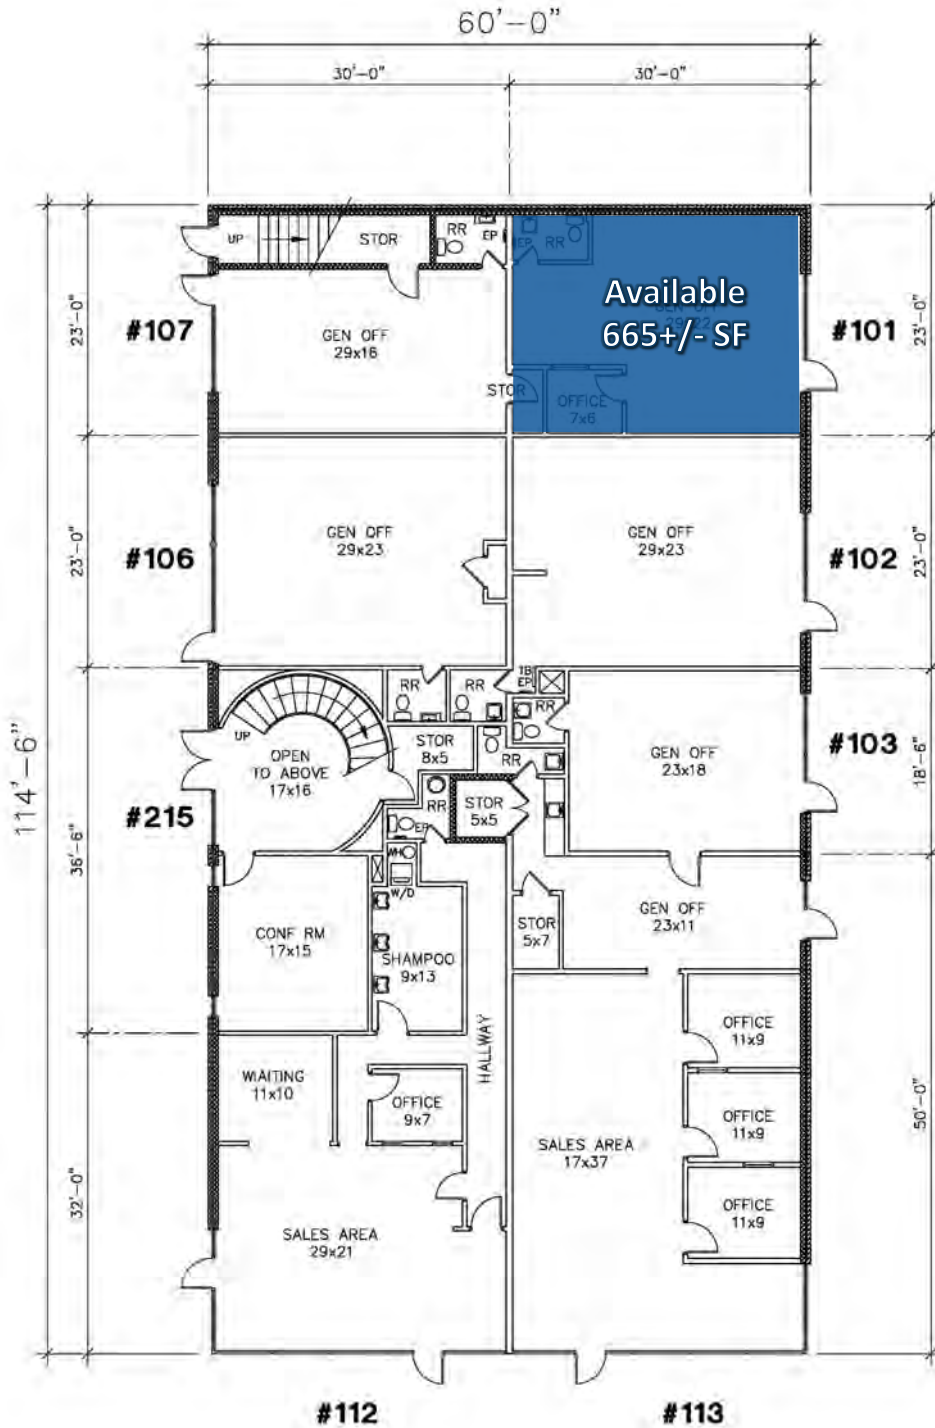 60'-0"
30'-0"
30'-0"
114'-6"
23'-0"
23'-0"
36'-6"
32'-0"
23'-0"
23'-0"
18'-6"
50'-0"
UP
STOR
RR
EP
EP
RR
#107
GEN OFF
29x16
Available
665+/- SF
GEN OFF
29x22
#101
STOR
OFFICE
7x6
#106
GEN OFF
29x23
GEN OFF
29x23
#102
RR
RR
TB
EP
RR
UP
OPEN
TO ABOVE
17x16
STOR
8x5
RR
GEN OFF
23x18
#103
#215
RR
EP
STOR
5x5
WH
W/D
CONF RM
17x15
SHAMPOO
9x13
STOR
5x7
GEN OFF
23x11
HALLWAY
WAITING
11x10
OFFICE
9x7
OFFICE
11x9
OFFICE
11x9
SALES AREA
17x37
OFFICE
11x9
SALES AREA
29x21
#112
#113